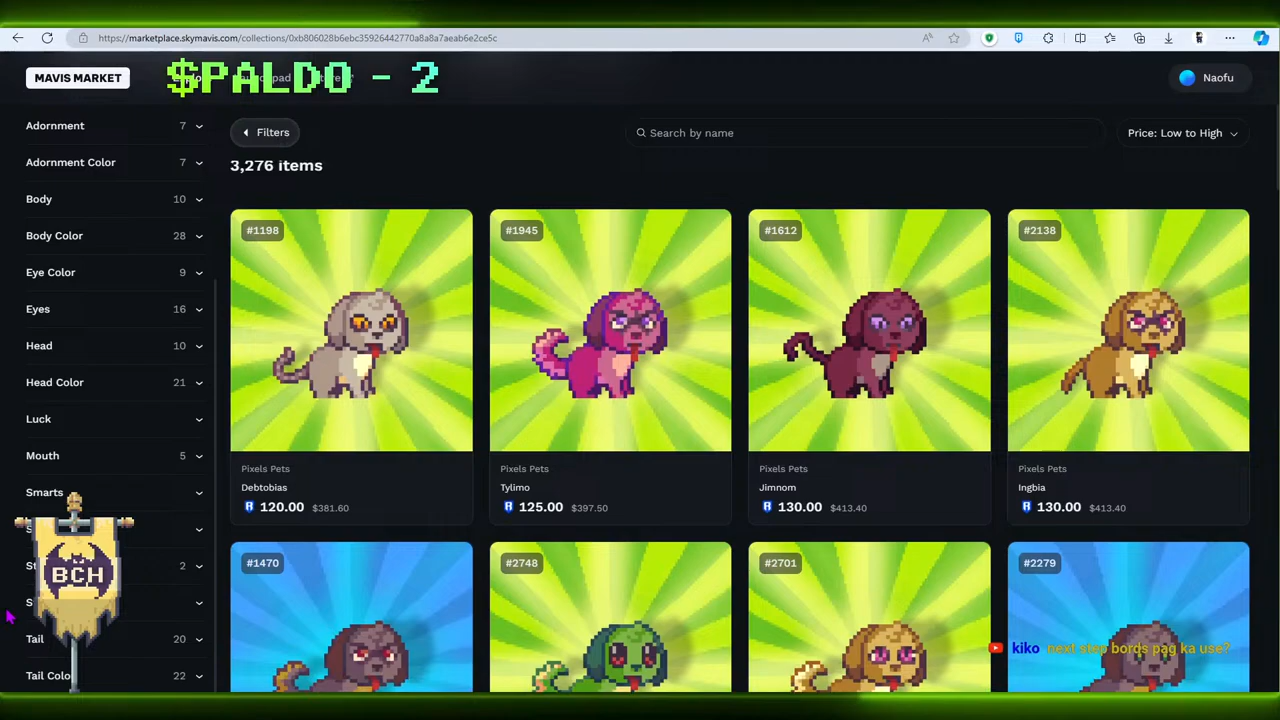 https://marketplace.skymavis.com/collections/0xb806028b6ebc35926442770a8a8a7aeab6e2ce5c
MAVIS MARKET
$PALDO - 2
Naofu
Adornment 7
Filters
Search by name
Price: Low to High
3,276 items
Adornment Color 7
Body 10
Body Color 28
Eye Color 9
Eyes 16
Head 10
Head Color 21
Luck
Mouth 5
Smarts
2
Tail 20
Tail Colo 22
BCH
#1198
#1945
#1612
#2138
Pixels Pets
Debtobias
120.00 $381.60
Pixels Pets
Tylimo
125.00 $397.50
Pixels Pets
Jimnom
130.00 $413.40
Pixels Pets
Ingbia
130.00 $413.40
#1470
#2748
#2701
#2279
kiko next step bords pag ka use?